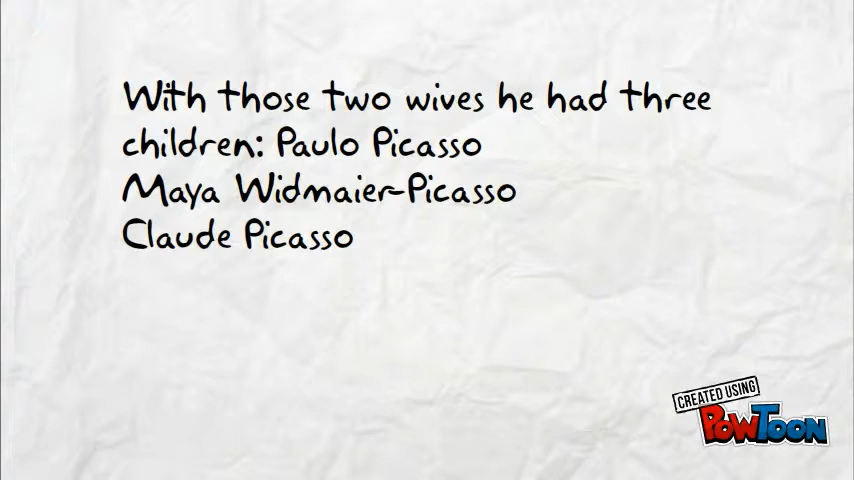 With those two wives he had three
children: Paulo Picasso
Maya Widmaier-Picasso
Claude Picasso
CREATED USING
POWTOON